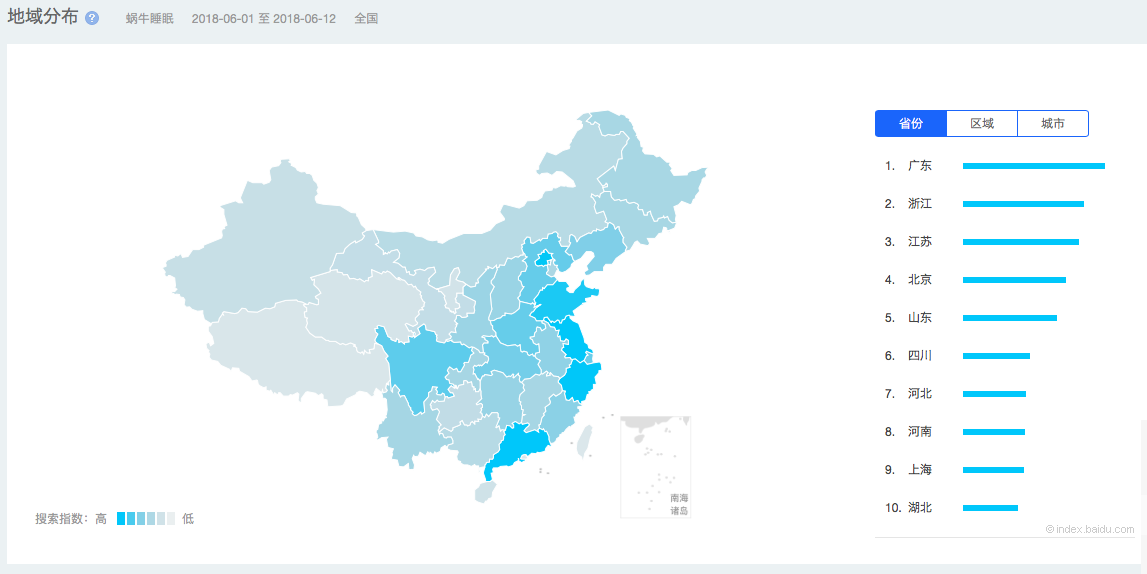 地域分布 ? 蜗牛睡眠 2018-06-01 至 2018-06-12 全国
省份 区域 城市
1. 广东
2. 浙江
3. 江苏
4. 北京
5. 山东
6. 四川
7. 河北
8. 河南
9. 上海
10. 湖北
南海
诸岛
搜索指数: 高 低
© index.baidu.com